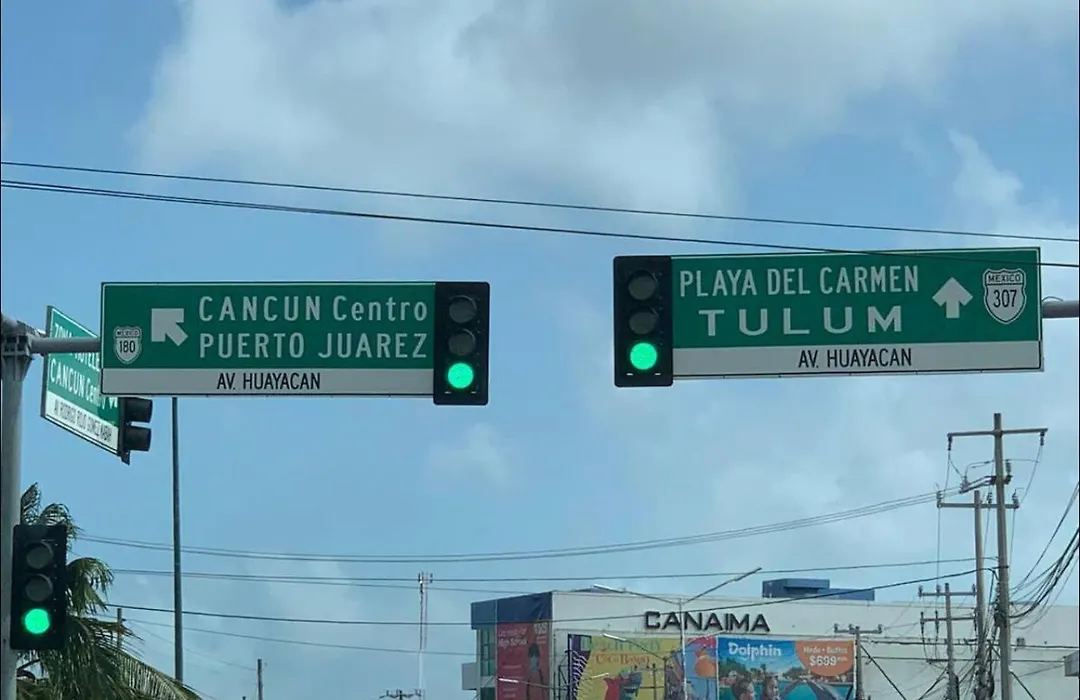 CANCUN Centro
PUERTO JUAREZ
MEXICO
180
AV. HUAYACAN
PLAYA DEL CARMEN
TULUM
MEXICO
307
AV. HUAYACAN
CANCUN Centro
CANAIMA
Dolphin
$699